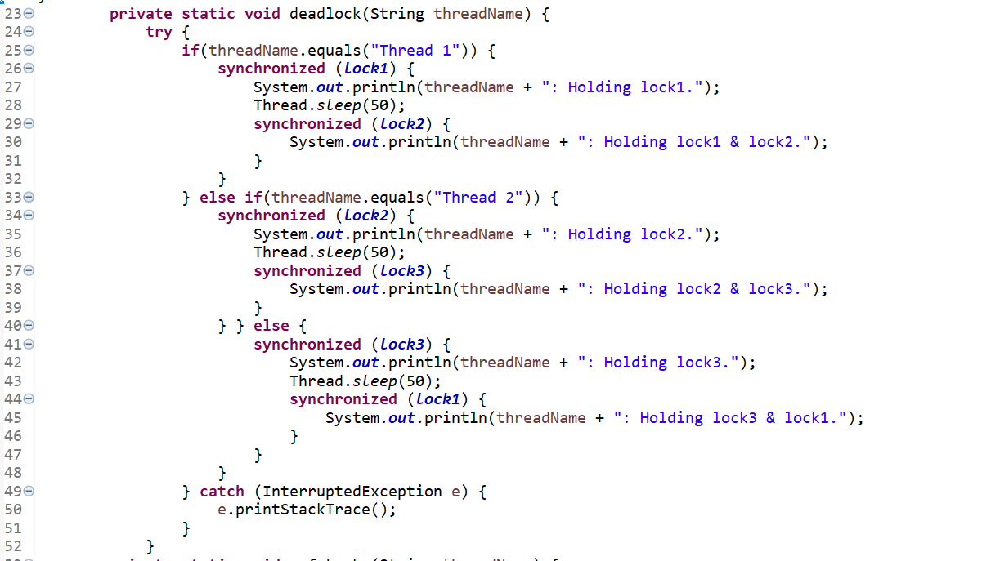 23 private static void deadlock(String threadName) {
24 try {
25 if(threadName.equals("Thread 1")) {
26 synchronized (lock1) {
27 System.out.println(threadName + ": Holding lock1.");
28 Thread.sleep(50);
29 synchronized (lock2) {
30 System.out.println(threadName + ": Holding lock1 & lock2.");
31 }
32 }
33 } else if(threadName.equals("Thread 2")) {
34 synchronized (lock2) {
35 System.out.println(threadName + ": Holding lock2.");
36 Thread.sleep(50);
37 synchronized (lock3) {
38 System.out.println(threadName + ": Holding lock2 & lock3.");
39 }
40 } } else {
41 synchronized (lock3) {
42 System.out.println(threadName + ": Holding lock3.");
43 Thread.sleep(50);
44 synchronized (lock1) {
45 System.out.println(threadName + ": Holding lock3 & lock1.");
46 }
47 }
48 }
49 } catch (InterruptedException e) {
50 e.printStackTrace();
51 }
52 }